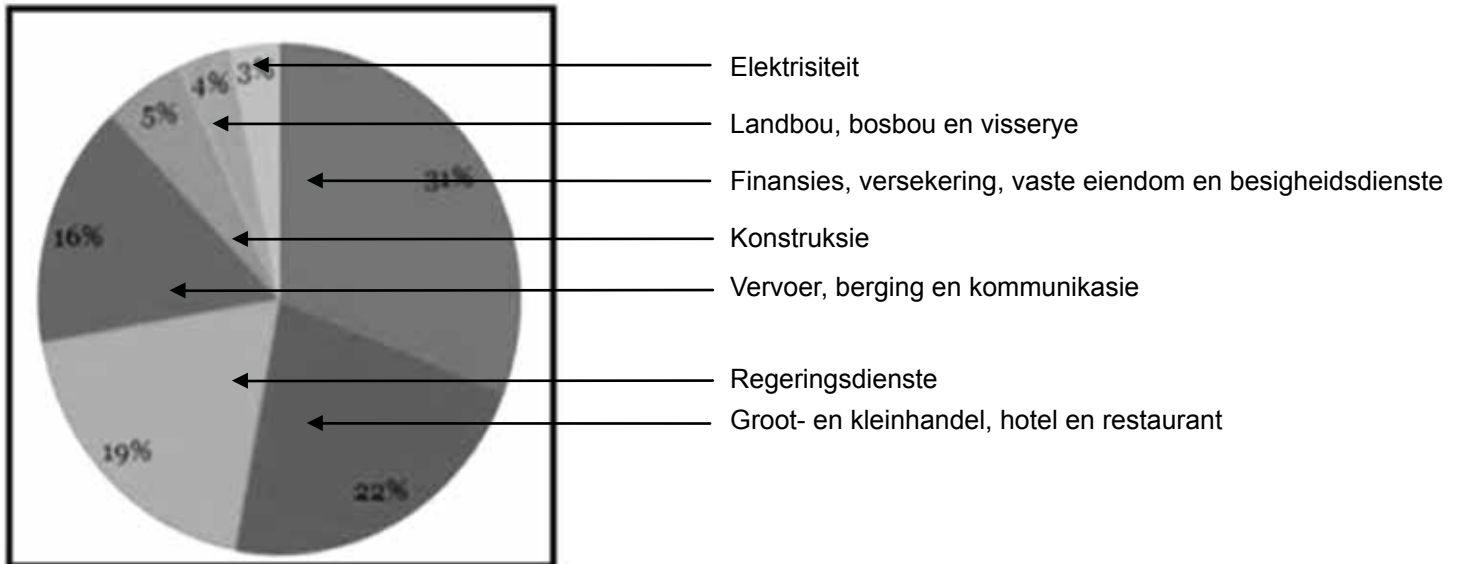 3%
4%
5%
31%
16%
19%
22%
Elektrisiteit
Landbou, bosbou en visserye
Finansies, versekering, vaste eiendom en besigheidsdienste
Konstruksie
Vervoer, berging en kommunikasie
Regeringsdienste
Groot- en kleinhandel, hotel en restaurant